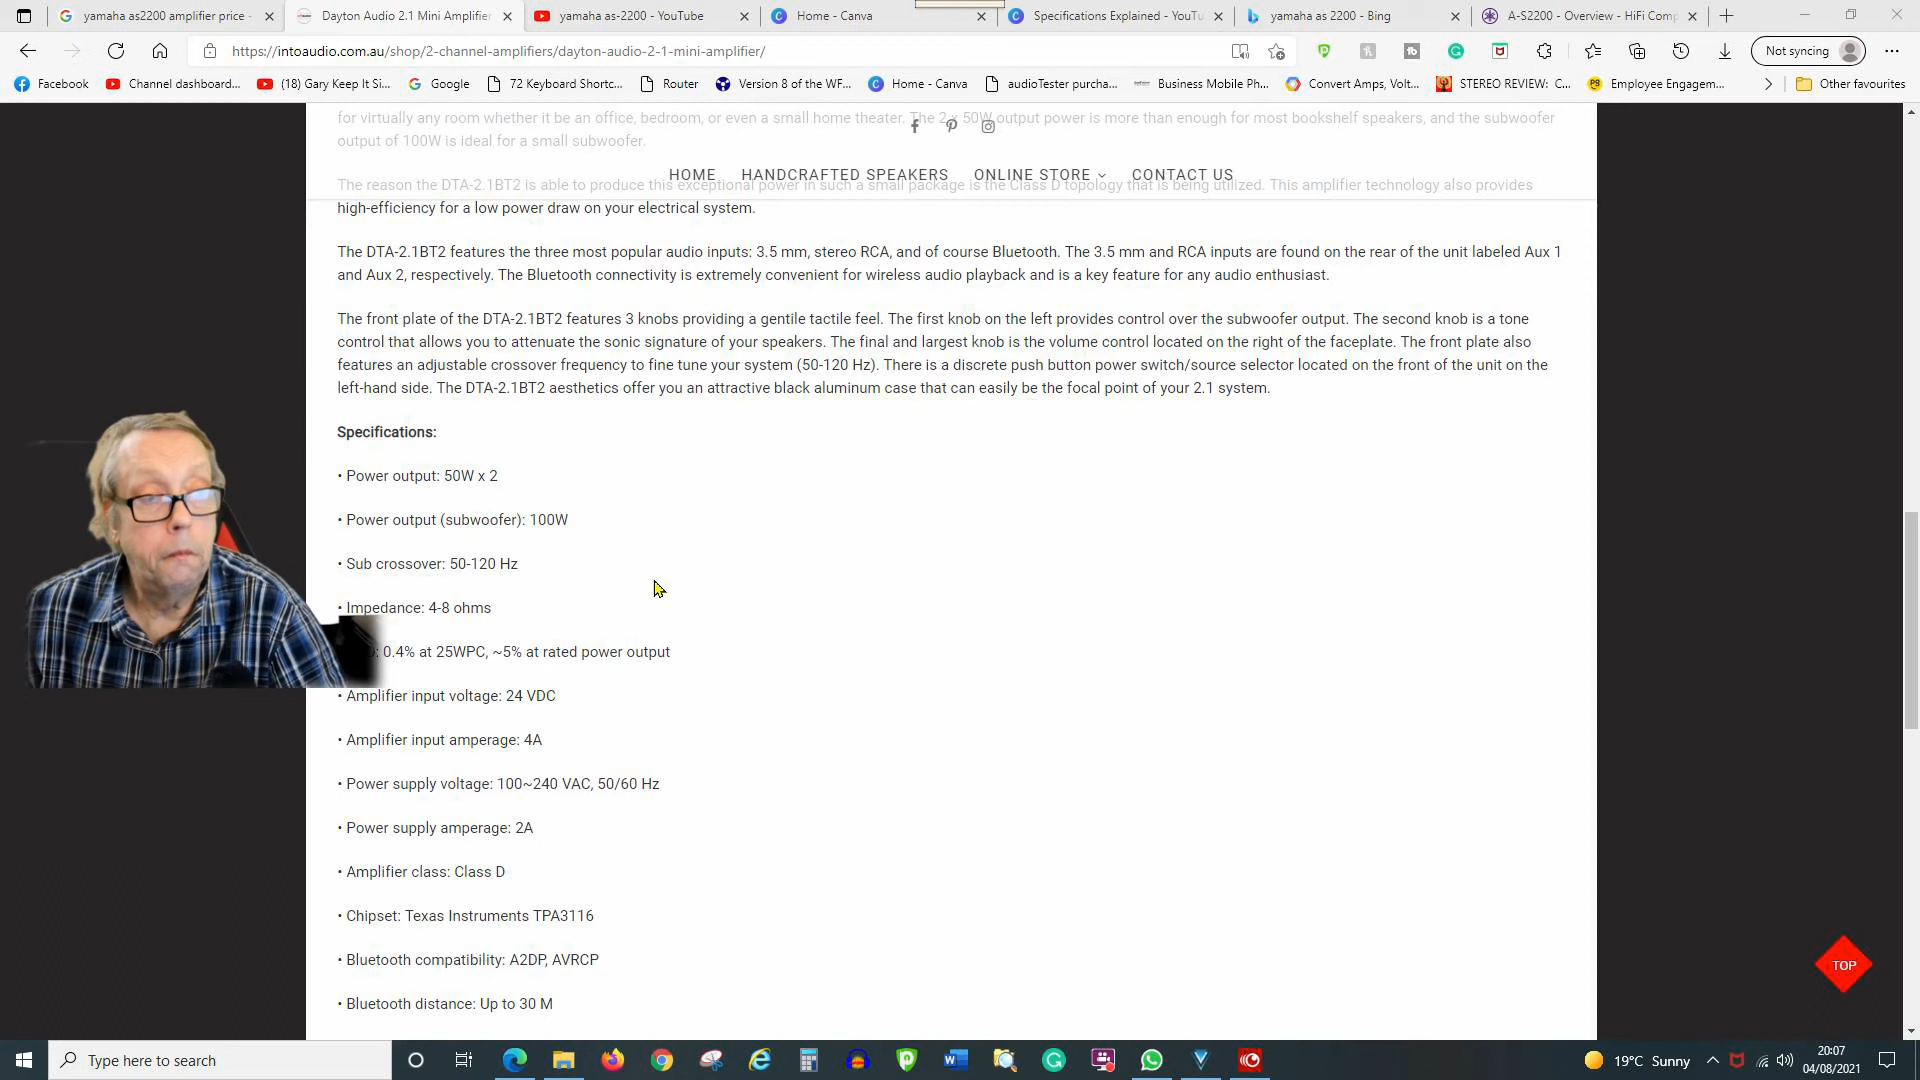 yamaha as2200 amplifier price -
Dayton Audio 2.1 Mini Amplifier
yamaha as-2200 - YouTube
Home - Canva
Specifications Explained - YouTu
yamaha as 2200 - Bing
A-S2200 - Overview - HiFi Comp
https://intoaudio.com.au/shop/2-channel-amplifiers/dayton-audio-2-1-mini-amplifier/
Not syncing
Facebook
Channel dashboard...
(18) Gary Keep It Si...
Google
72 Keyboard Shortc...
Router
Version 8 of the WF...
Home - Canva
audioTester purcha...
Business Mobile Ph...
Convert Amps, Volt...
STEREO REVIEW: C...
Employee Engagem...
Other favourites
for virtually any room whether it be an office, bedroom, or even a small home theater. The 2 x 50W output power is more than enough for most bookshelf speakers, and the subwoofer
output of 100W is ideal for a small subwoofer.
HOME HANDCRAFTED SPEAKERS ONLINE STORE CONTACT US
The reason the DTA-2.1BT2 is able to produce this exceptional power in such a small package is the Class D topology that is being utilized. This amplifier technology also provides
high-efficiency for a low power draw on your electrical system.
The DTA-2.1BT2 features the three most popular audio inputs: 3.5 mm, stereo RCA, and of course Bluetooth. The 3.5 mm and RCA inputs are found on the rear of the unit labeled Aux 1
and Aux 2, respectively. The Bluetooth connectivity is extremely convenient for wireless audio playback and is a key feature for any audio enthusiast.
The front plate of the DTA-2.1BT2 features 3 knobs providing a gentile tactile feel. The first knob on the left provides control over the subwoofer output. The second knob is a tone
control that allows you to attenuate the sonic signature of your speakers. The final and largest knob is the volume control located on the right of the faceplate. The front plate also
features an adjustable crossover frequency to fine tune your system (50-120 Hz). There is a discrete push button power switch/source selector located on the front of the unit on the
left-hand side. The DTA-2.1BT2 aesthetics offer you an attractive black aluminum case that can easily be the focal point of your 2.1 system.
Specifications:
• Power output: 50W x 2
• Power output (subwoofer): 100W
• Sub crossover: 50-120 Hz
• Impedance: 4-8 ohms
0.4% at 25WPC, ~5% at rated power output
• Amplifier input voltage: 24 VDC
• Amplifier input amperage: 4A
• Power supply voltage: 100~240 VAC, 50/60 Hz
• Power supply amperage: 2A
• Amplifier class: Class D
• Chipset: Texas Instruments TPA3116
• Bluetooth compatibility: A2DP, AVRCP
• Bluetooth distance: Up to 30 M
TOP
Type here to search
19°C Sunny
20:07
04/08/2021